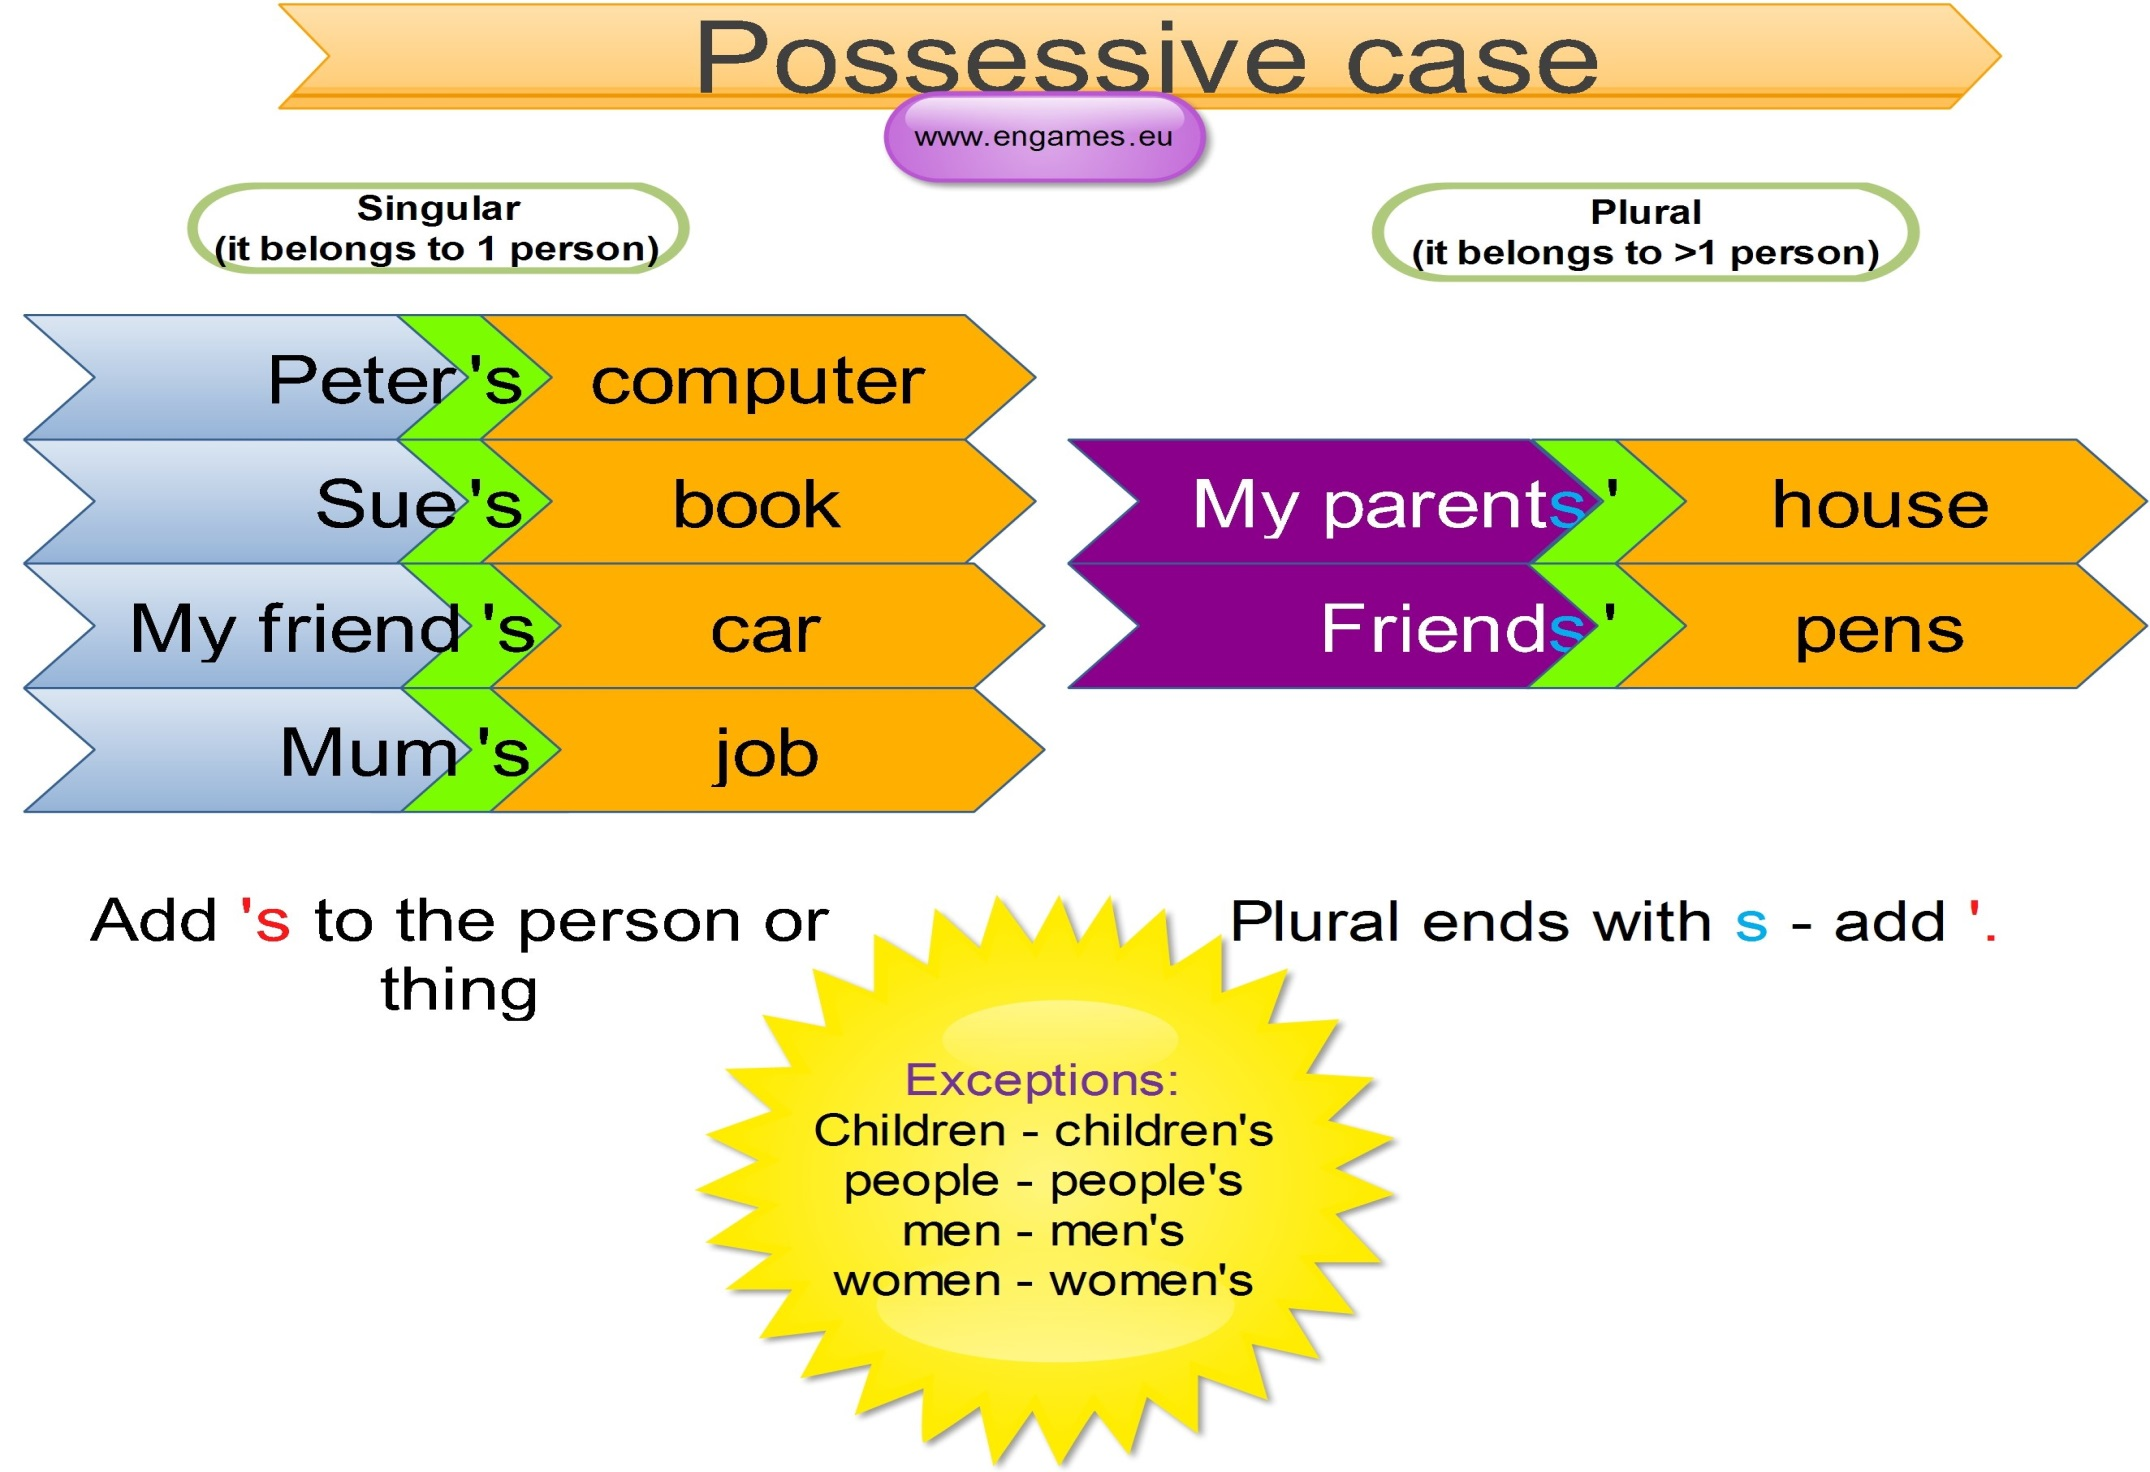 Possessive case
www.engames.eu
Singular
(it belongs to 1 person)
Peter's computer
Sue's book
My friend's car
Mum's job
Add 's to the person or
thing
Plural
(it belongs to >1 person)
My parents' house
Friends' pens
Plural ends with s - add '.
Exceptions:
Children - children's
people - people's
men - men's
women - women's